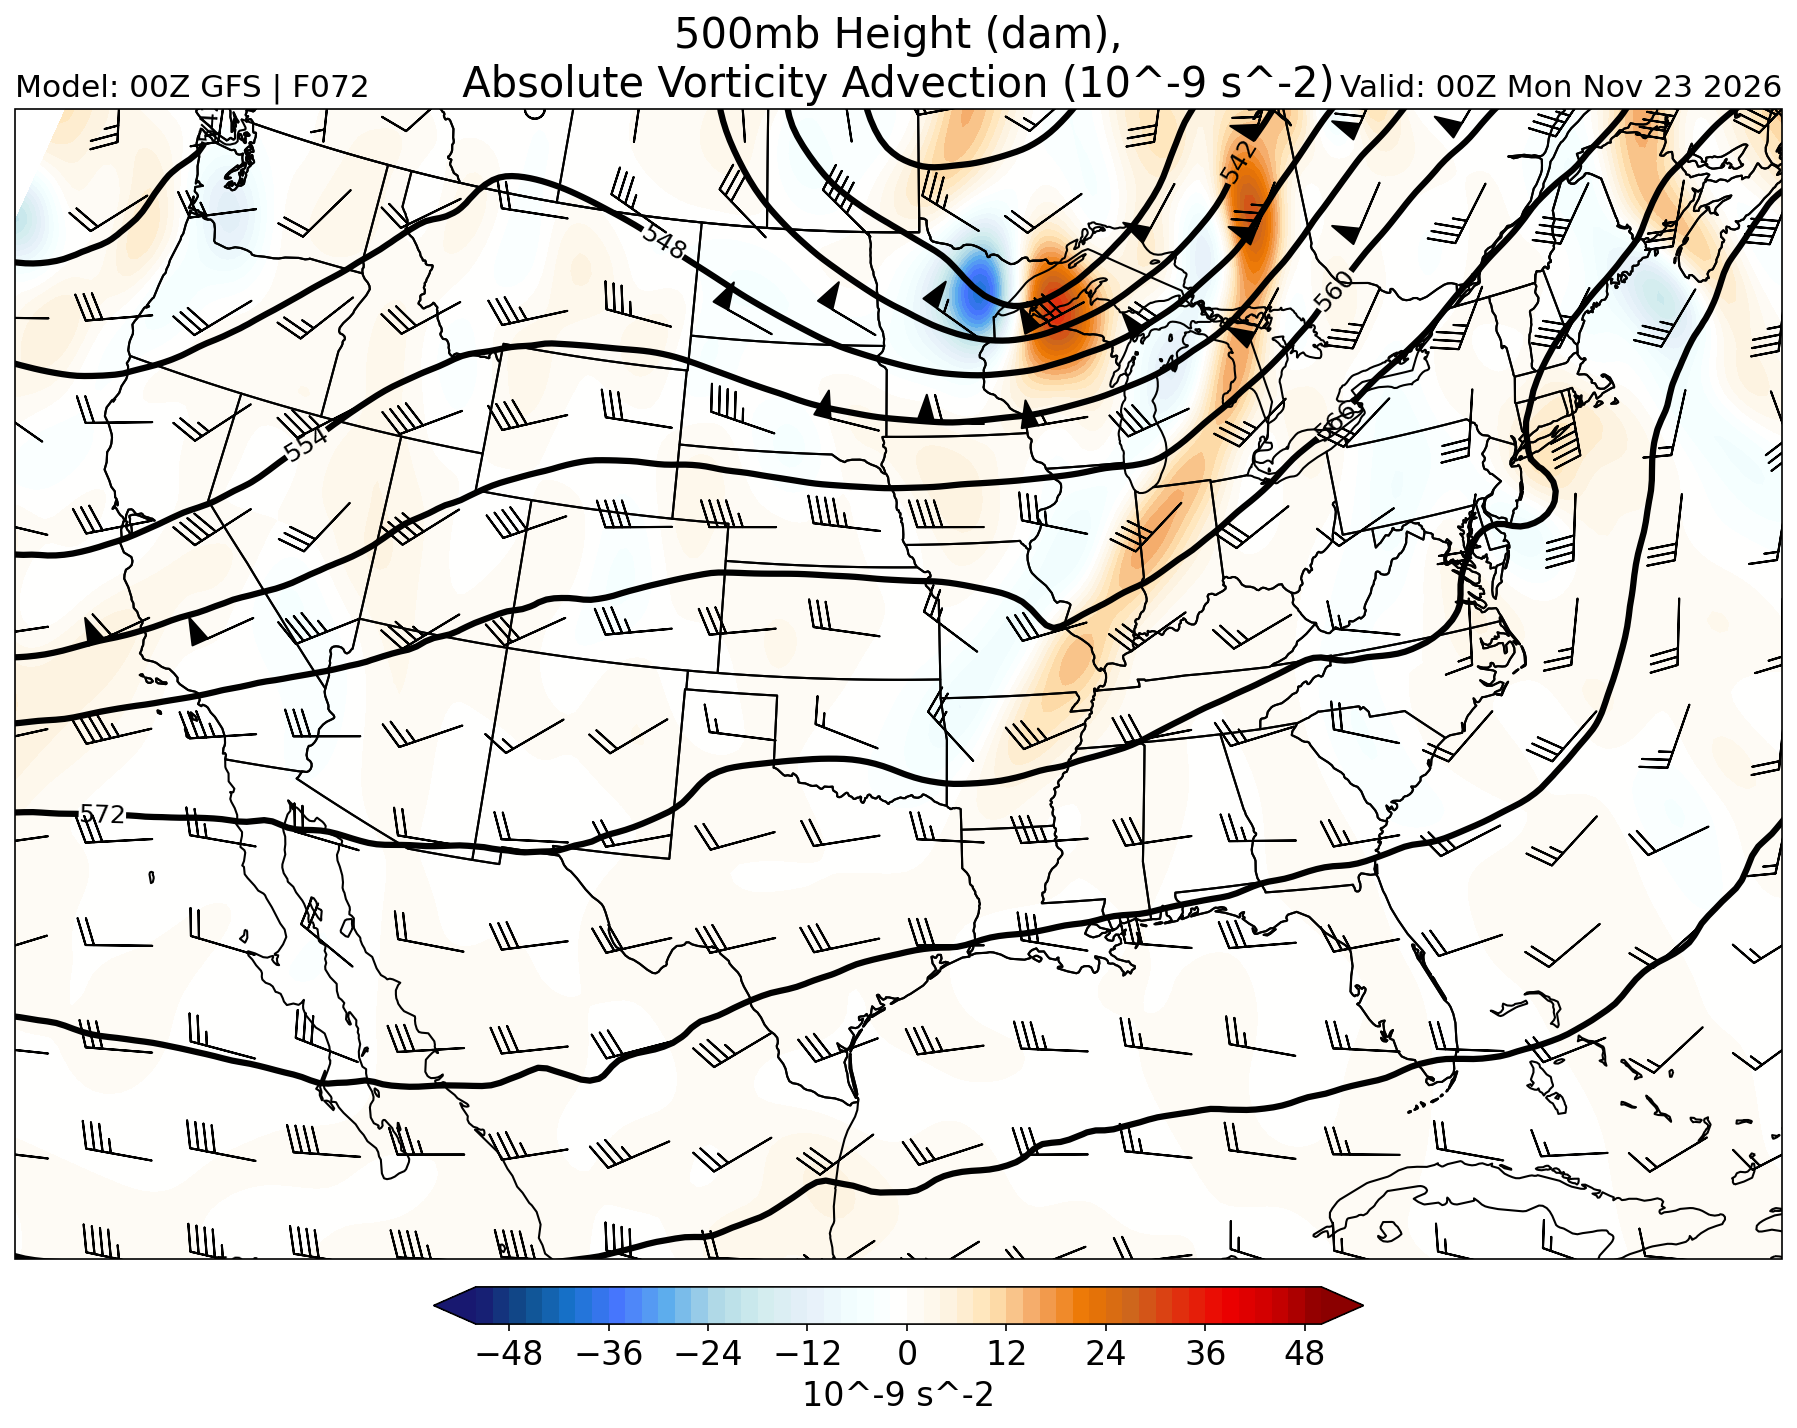 500mb Height (dam),
Model: 00Z GFS | F072
Absolute Vorticity Advection (10^-9 s^-2)
Valid: 00Z Mon Nov 23 2026
542
548
560
554
566
572
−48 −36 −24 −12 0 12 24 36 48
10^-9 s^-2